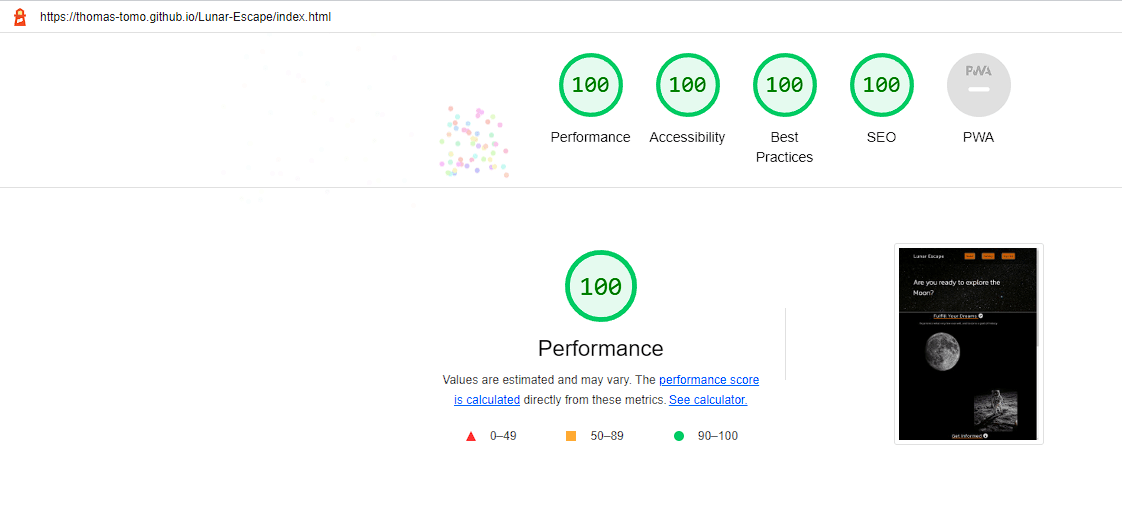 https://thomas-tomo.github.io/Lunar-Escape/index.html
100 100 100 100 PWA
Performance Accessibility Best Practices SEO PWA
100
Performance
Values are estimated and may vary. The performance score
is calculated directly from these metrics. See calculator.
0–49 50–89 90–100
Lunar Escape
Are you ready to explore the
Moon?
Fulfill Your Dreams
Get Informed